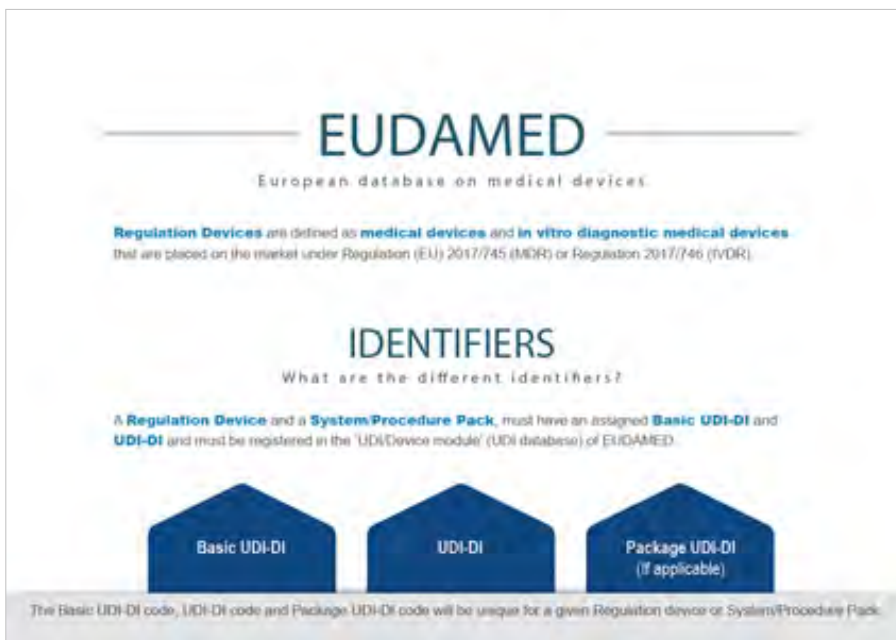 EUDAMED
European database on medical devices
Regulation Devices are defined as medical devices and in vitro diagnostic medical devices
that are placed on the market under Regulation (EU) 2017/745 (MDR) or Regulation 2017/746 (IVDR).
IDENTIFIERS
What are the different identifiers?
A Regulation Device and a System/Procedure Pack, must have an assigned Basic UDI-DI and
UDI-DI and must be registered in the 'UDI/Device module' (UDI database) of EUDAMED.
Basic UDI-DI
UDI-DI
Package UDI-DI
(If applicable)
The Basic UDI-DI code, UDI-DI code and Package UDI-DI code will be unique for a given Regulation device or System/Procedure Pack.